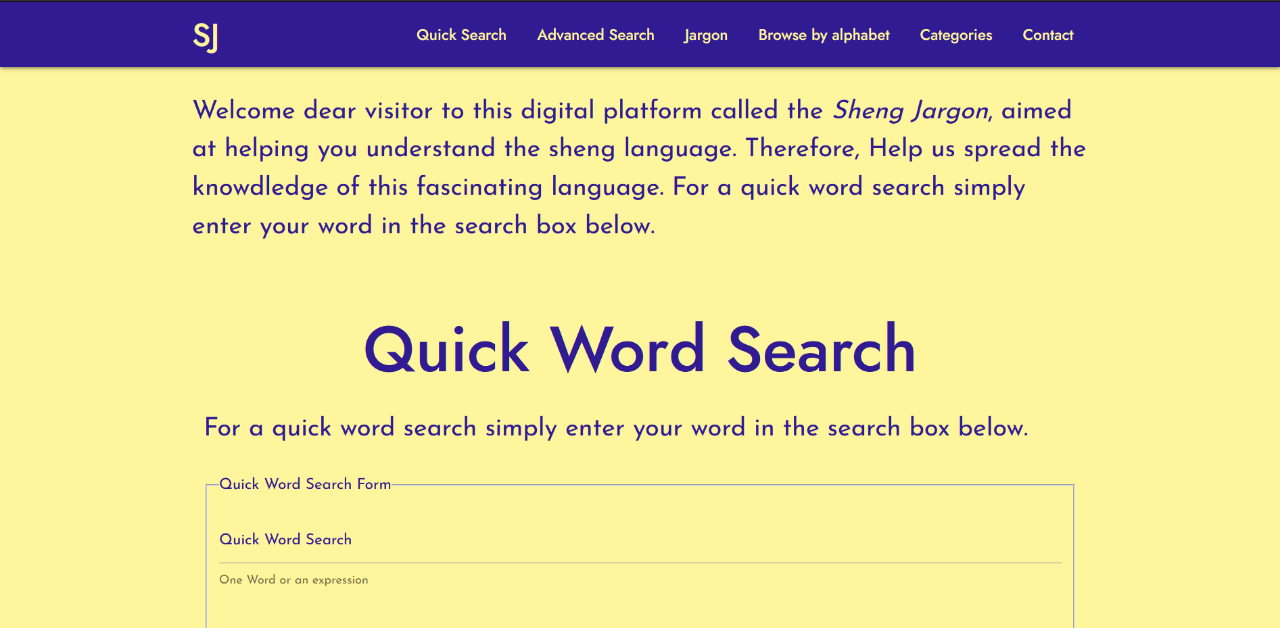 SJ
Quick Search Advanced Search Jargon Browse by alphabet Categories Contact
Welcome dear visitor to this digital platform called the Sheng Jargon, aimed
at helping you understand the sheng language. Therefore, Help us spread the
knowdledge of this fascinating language. For a quick word search simply
enter your word in the search box below.
Quick Word Search
For a quick word search simply enter your word in the search box below.
Quick Word Search Form
Quick Word Search
One Word or an expression